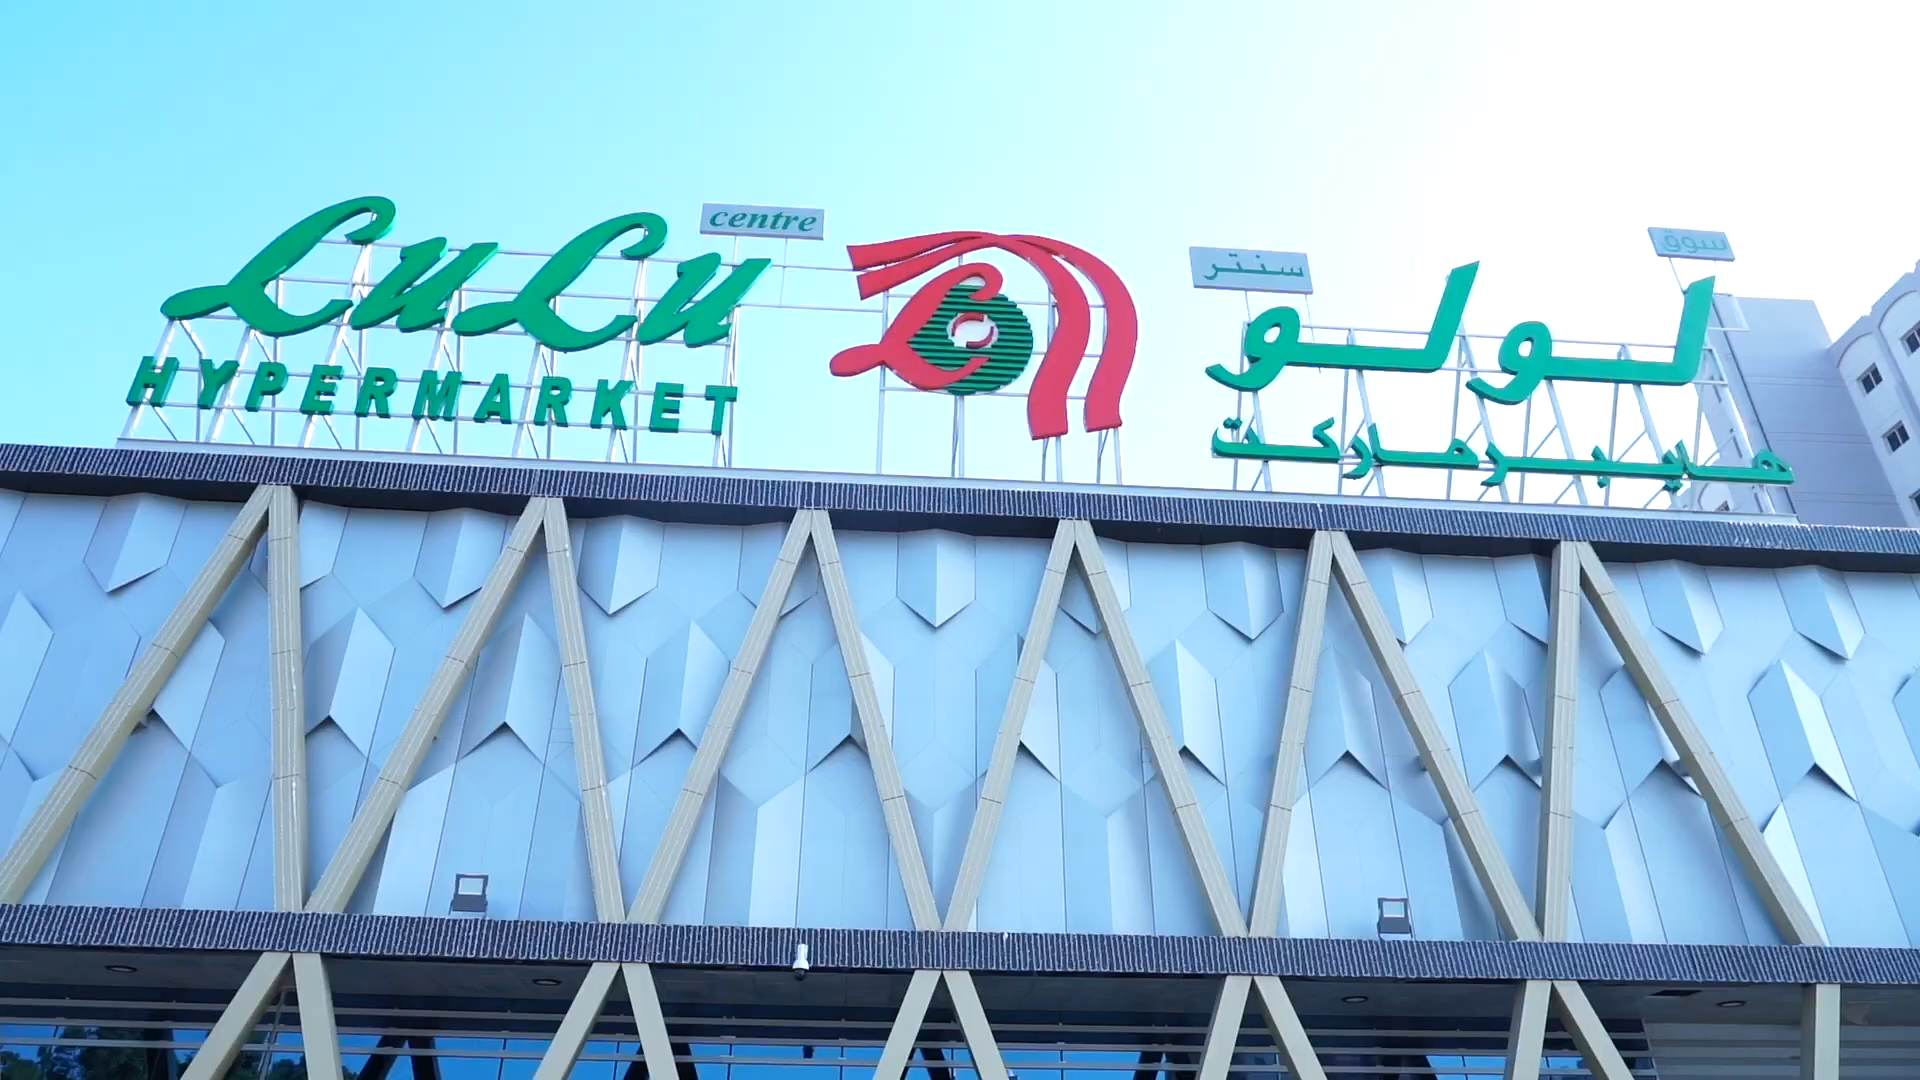 centre
LuLu
HYPERMARKET
سوق
سنتر
لولو
هايبرماركت